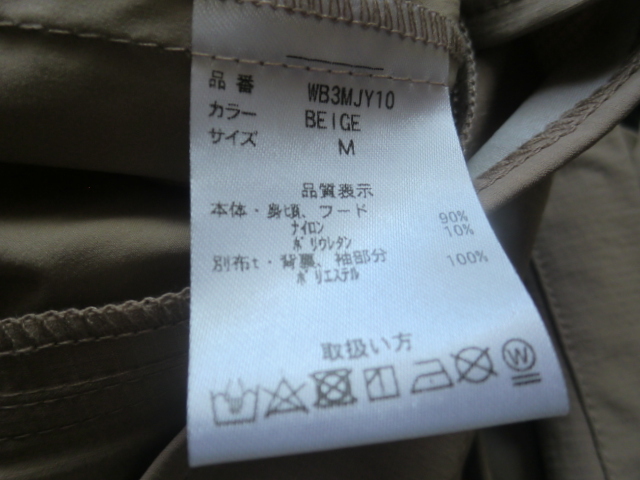 品番 WB3MJY10
カラー BEIGE
サイズ M
品質表示
本体・身頃、フード
ナイロン 90%
ポリウレタン 10%
別布t・背裏、袖部分
ポリエステル 100%
取扱い方
W